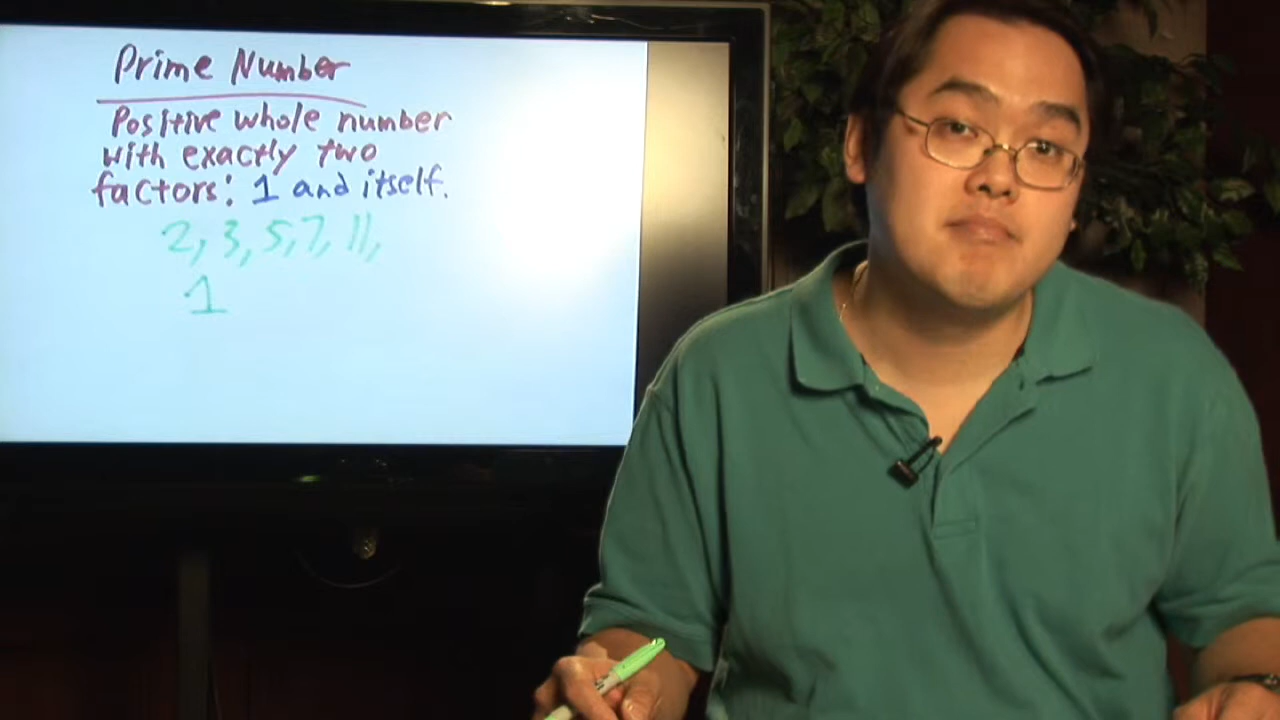 Prime Number
Positive whole number
with exactly two
factors: 1 and itself.
2, 3, 5, 7, 11,
1